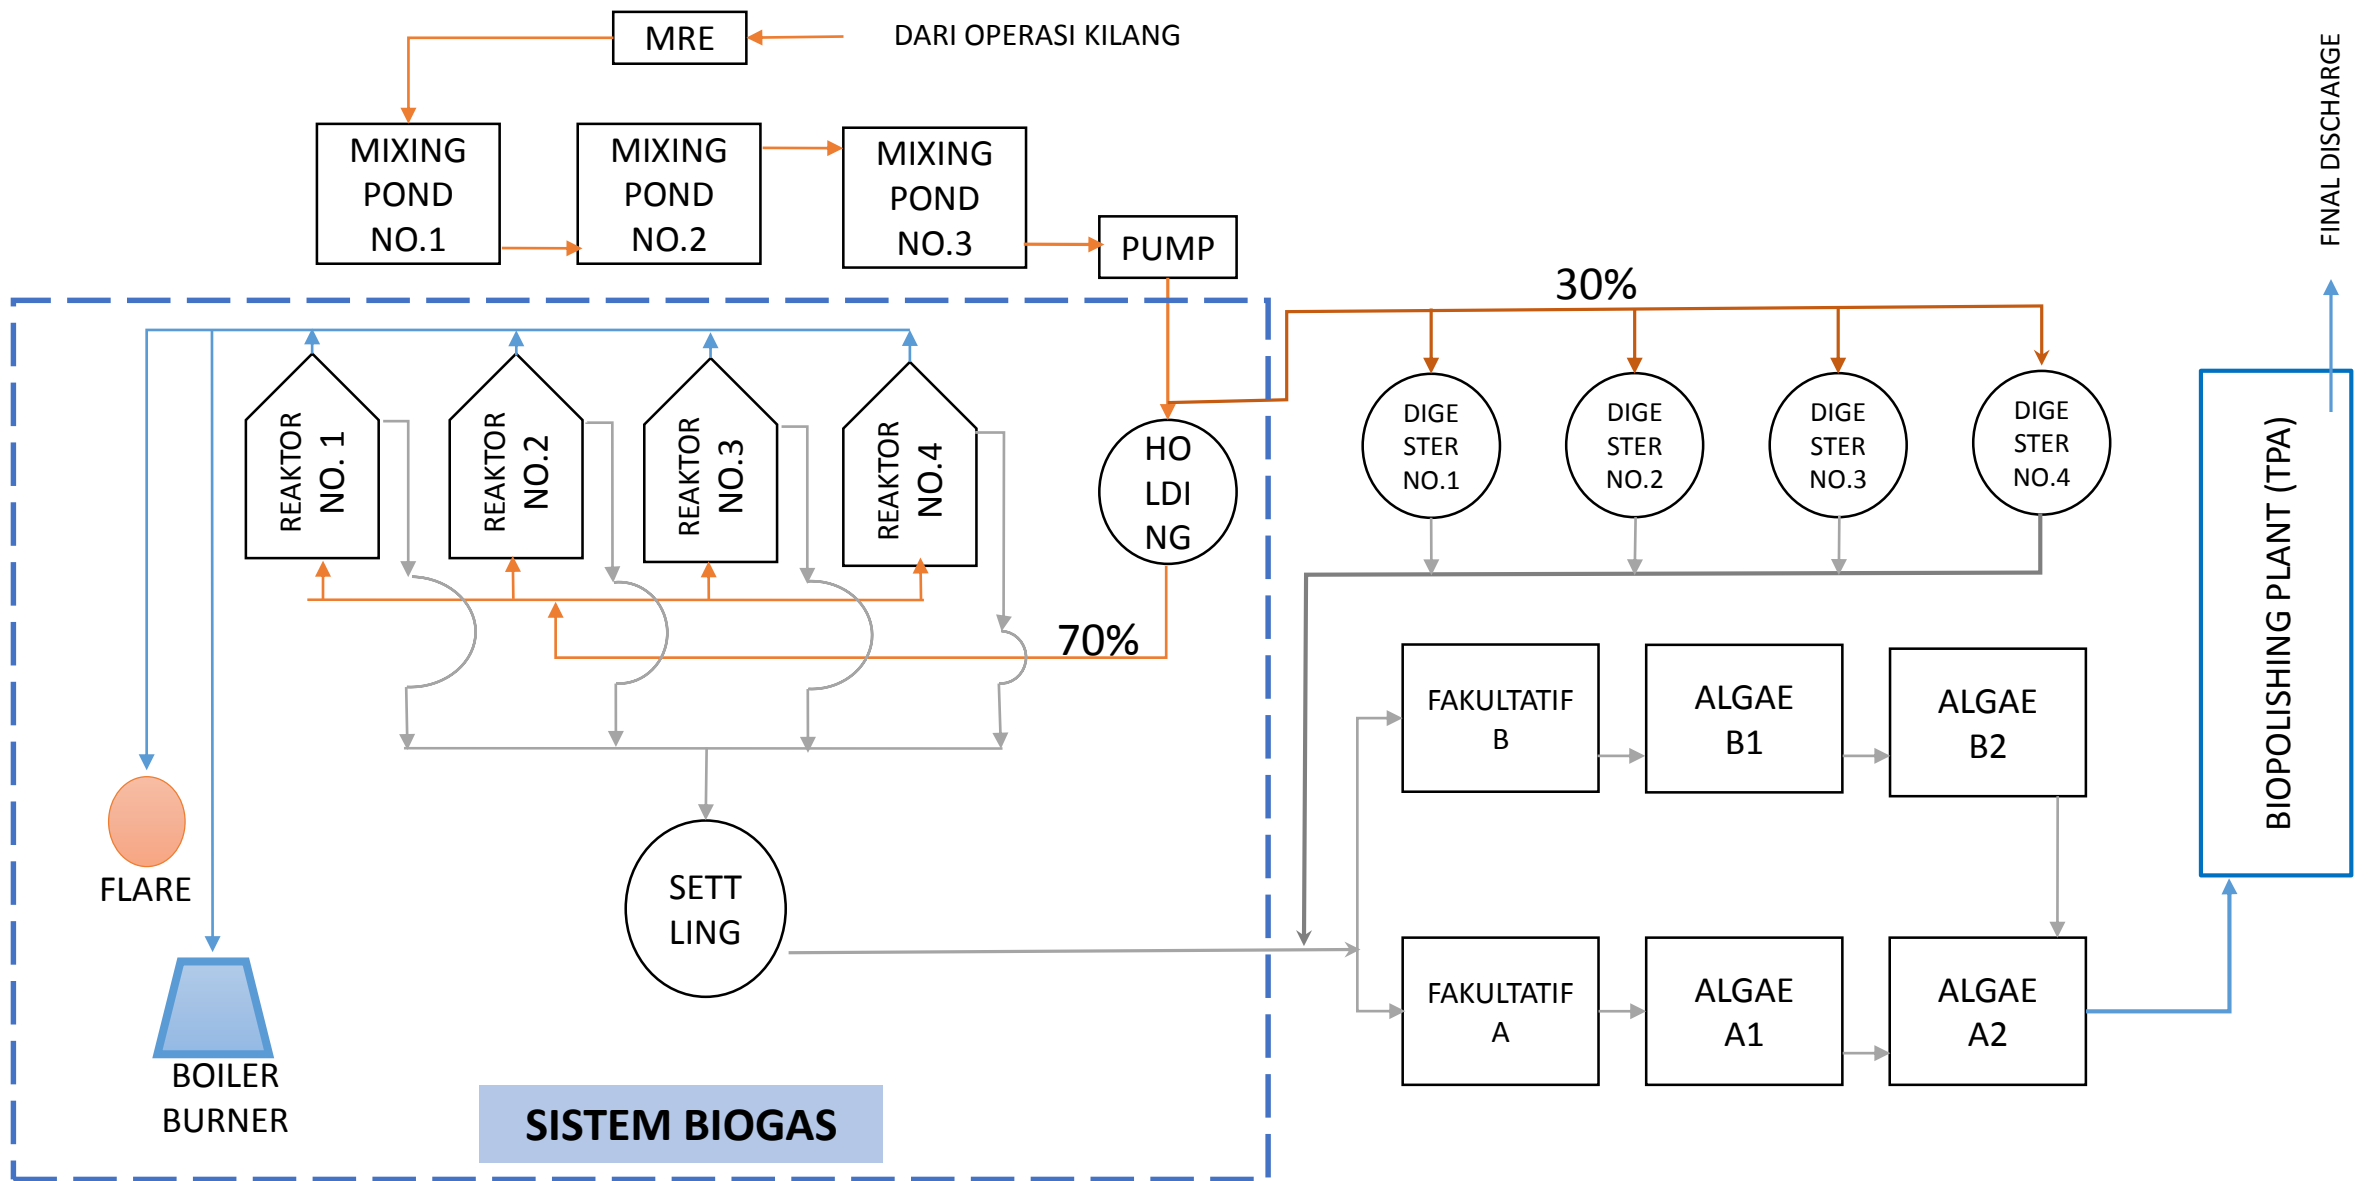 MRE
DARI OPERASI KILANG
FINAL DISCHARGE
MIXING
POND
NO.1
MIXING
POND
NO.2
MIXING
POND
NO.3
PUMP
30%
REAKTOR
NO. 1
REAKTOR
NO.2
REAKTOR
NO.3
REAKTOR
NO.4
HO
LDI
NG
DIGE
STER
NO.1
DIGE
STER
NO.2
DIGE
STER
NO.3
DIGE
STER
NO.4
BIOPOLISHING PLANT (TPA)
70%
FAKULTATIF
B
ALGAE
B1
ALGAE
B2
FLARE
SETT
LING
FAKULTATIF
A
ALGAE
A1
ALGAE
A2
BOILER
BURNER
SISTEM BIOGAS